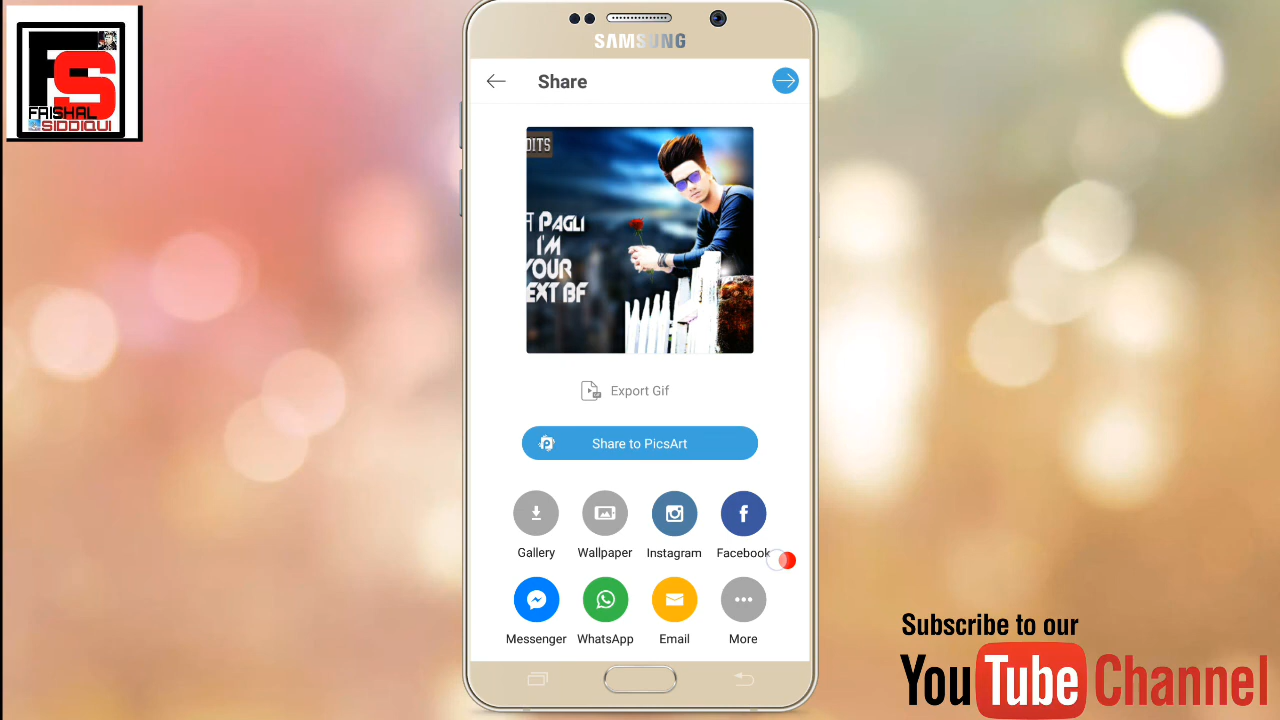 FS
FAISHAL
SIDDIQUI
SAMSUNG
Share
DITS
PAGLI
I'M
YOUR
EXT BF
Export Gif
Share to PicsArt
Gallery
Wallpaper
Instagram
Facebook
Messenger
WhatsApp
Email
More
Subscribe to our
YouTube Channel